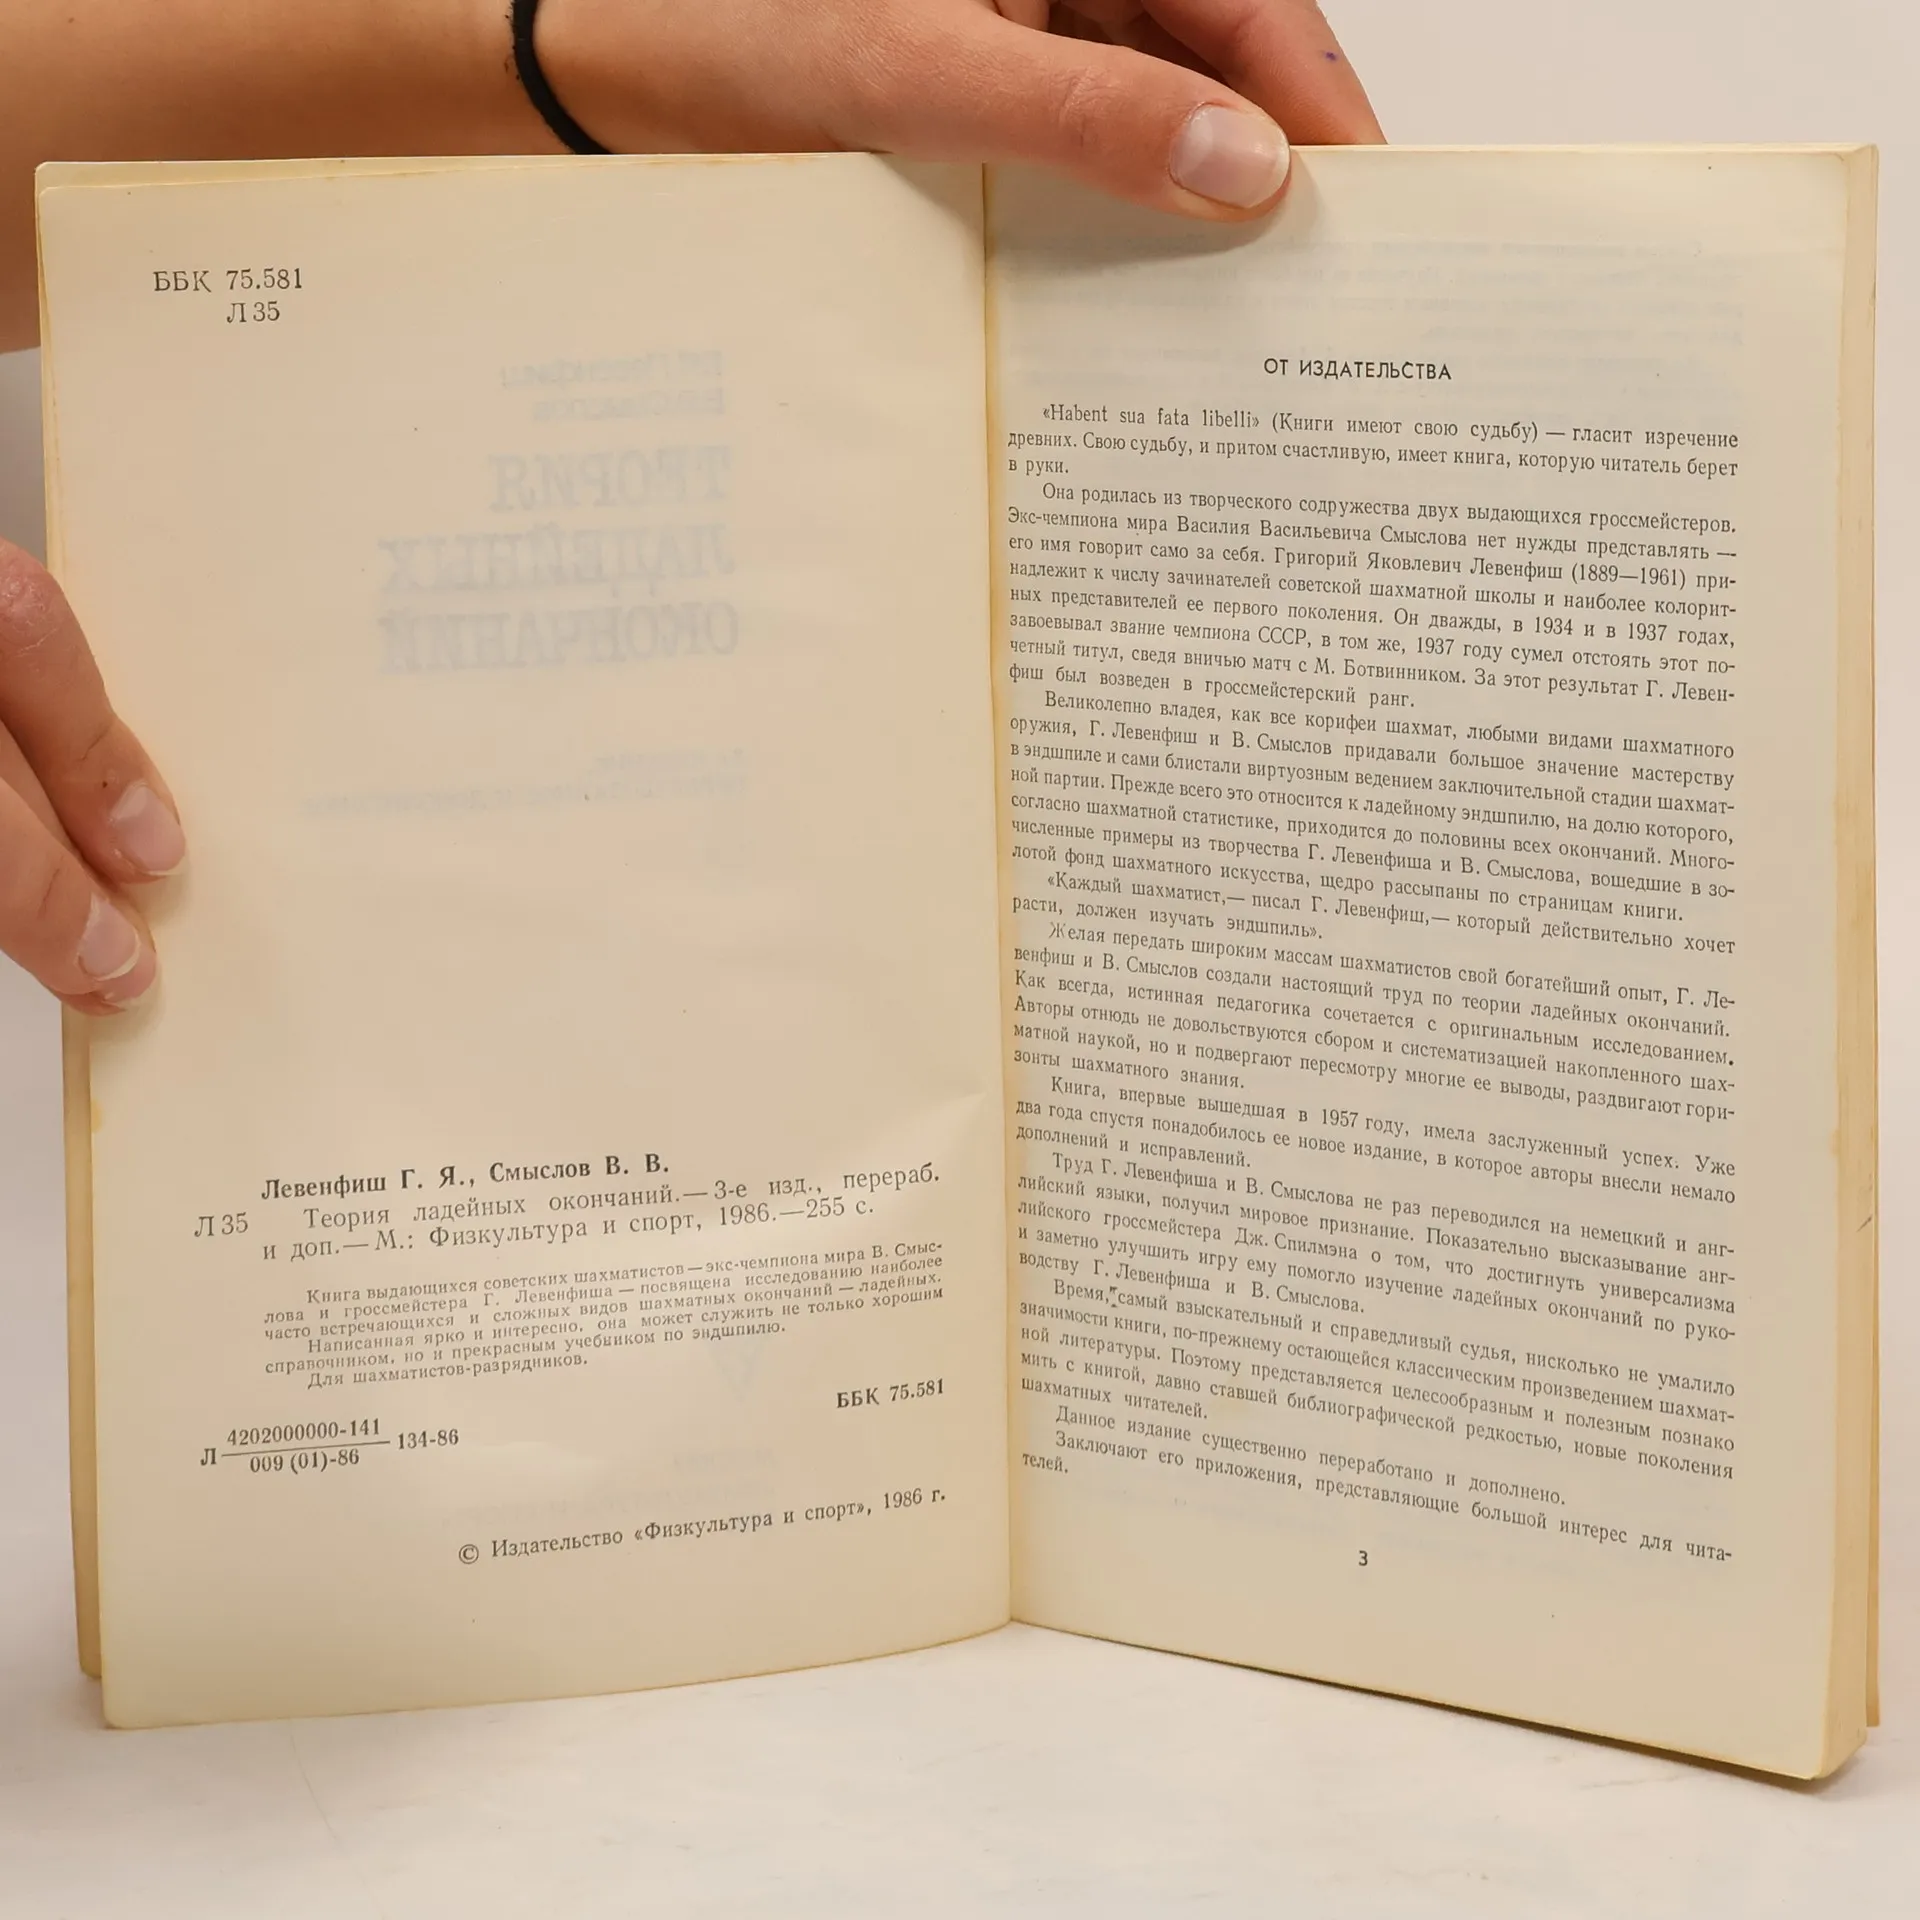 ББК 75.581
Л 35
Левенфиш Г. Я., Смыслов В. В.
Л 35 Теория ладейных окончаний.— 3-е изд., перераб.
и доп.— М.: Физкультура и спорт, 1986.—255 с.
Книга выдающихся советских шахматистов — экс-чемпиона мира В. Смыс-
лова и гроссмейстера Г. Левенфиша — посвящена исследованию наиболее
часто встречающихся и сложных видов шахматных окончаний — ладейных.
Написанная ярко и интересно, она может служить не только хорошим
справочником, но и прекрасным учебником по эндшпилю.
Для шахматистов-разрядников.
ББК 75.581
Л 4202000000-141
009 (01)-86 134-86
© Издательство «Физкультура и спорт», 1986 г.
ОТ ИЗДАТЕЛЬСТВА
«Habent sua fata libelli» (Книги имеют свою судьбу) — гласит изречение
древних. Свою судьбу, и притом счастливую, имеет книга, которую читатель берет
в руки.
Она родилась из творческого содружества двух выдающихся гроссмейстеров.
Экс-чемпиона мира Василия Васильевича Смыслова нет нужды представлять —
его имя говорит само за себя. Григорий Яковлевич Левенфиш (1889—1961) при-
надлежит к числу зачинателей советской шахматной школы и наиболее колорит-
ных представителей ее первого поколения. Он дважды, в 1934 и в 1937 годах,
завоевывал звание чемпиона СССР, в том же, 1937 году сумел отстоять этот по-
четный титул, сведя вничью матч с М. Ботвинником. За этот результат Г. Левен-
фиш был возведен в гроссмейстерский ранг.
Великолепно владея, как все корифеи шахмат, любыми видами шахматного
оружия, Г. Левенфиш и В. Смыслов придавали большое значение мастерству
в эндшпиле и сами блистали виртуозным ведением заключительной стадии шахмат-
ной партии. Прежде всего это относится к ладейному эндшпилю, на долю которого,
согласно шахматной статистике, приходится до половины всех окончаний. Много-
численные примеры из творчества Г. Левенфиша и В. Смыслова, вошедшие в зо-
лотой фонд шахматного искусства, щедро рассыпаны по страницам книги.
«Каждый шахматист,— писал Г. Левенфиш,— который действительно хочет
расти, должен изучать эндшпиль».
Желая передать широким массам шахматистов свой богатейший опыт, Г. Ле-
венфиш и В. Смыслов создали настоящий труд по теории ладейных окончаний.
Как всегда, истинная педагогика сочетается с оригинальным исследованием.
Авторы отнюдь не довольствуются сбором и систематизацией накопленного шах-
матной наукой, но и подвергают пересмотру многие ее выводы, раздвигают гори-
зонты шахматного знания.
Книга, впервые вышедшая в 1957 году, имела заслуженный успех. Уже
два года спустя понадобилось ее новое издание, в которое авторы внесли немало
дополнений и исправлений.
Труд Г. Левенфиша и В. Смыслова не раз переводился на немецкий и анг-
лийский языки, получил мировое признание. Показательно высказывание анг-
лийского гроссмейстера Дж. Спилмэна о том, что достигнуть универсализма
и заметно улучшить игру ему помогло изучение ладейных окончаний по руко-
водству Г. Левенфиша и В. Смыслова.
Время, самый взыскательный и справедливый судья, нисколько не умалило
значимости книги, по-прежнему остающейся классическим произведением шахмат-
ной литературы. Поэтому представляется целесообразным и полезным познако
мить с книгой, давно ставшей библиографической редкостью, новые поколения
шахматных читателей.
Данное издание существенно переработано и дополнено.
Заключают его приложения, представляющие большой интерес для чита-
телей.
3